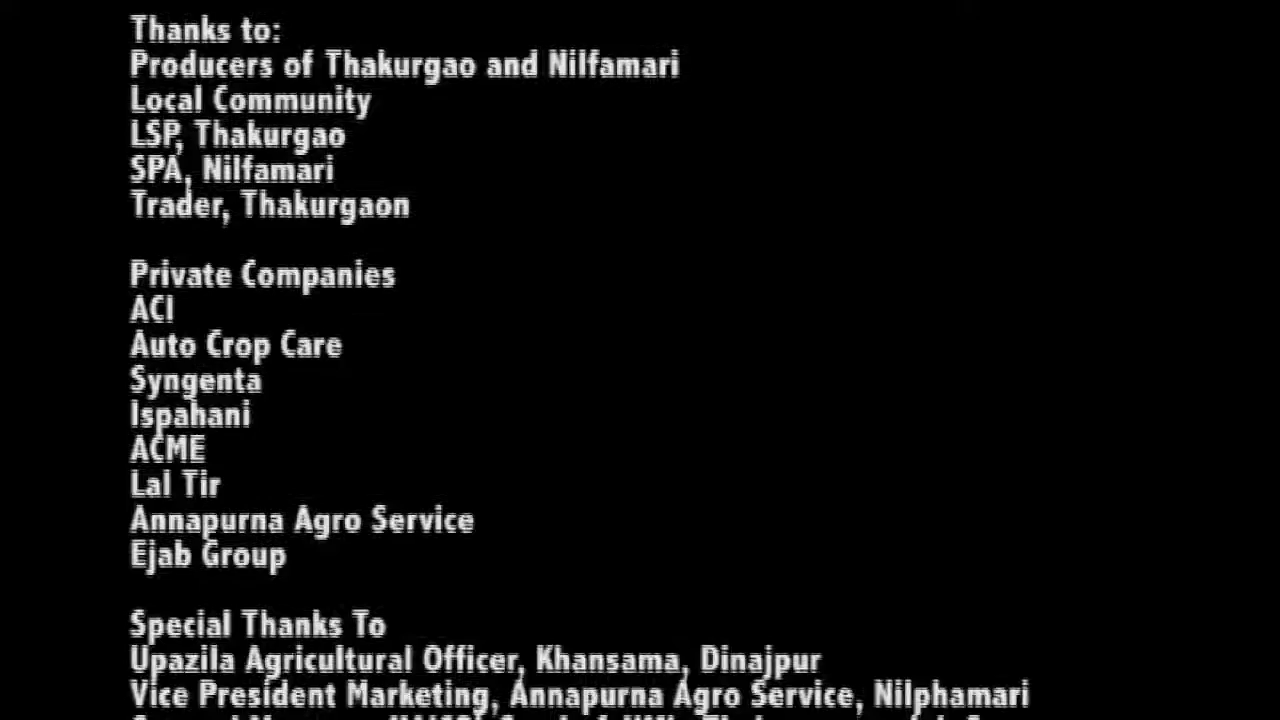 Thanks to:
Producers of Thakurgao and Nilfamari
Local Community
LSP, Thakurgao
SPA, Nilfamari
Trader, Thakurgaon
Private Companies
ACI
Auto Crop Care
Syngenta
Ispahani
ACME
Lal Tir
Annapurna Agro Service
Ejab Group
Special Thanks To
Upazila Agricultural Officer, Khansama, Dinajpur
Vice President Marketing, Annapurna Agro Service, Nilphamari